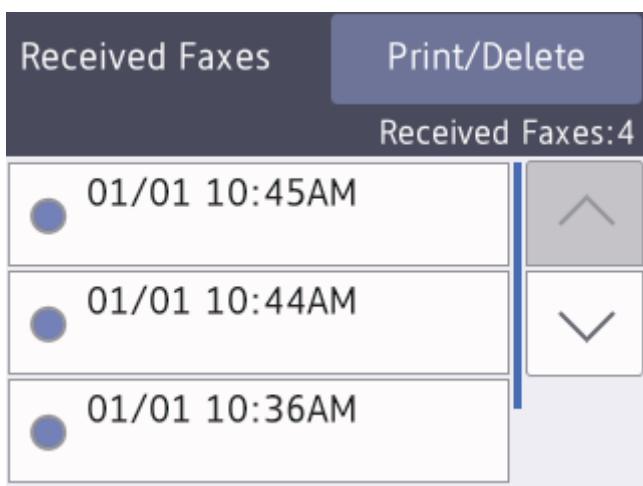 Received Faxes
Print/Delete
Received Faxes:4
01/01 10:45AM
01/01 10:44AM
01/01 10:36AM